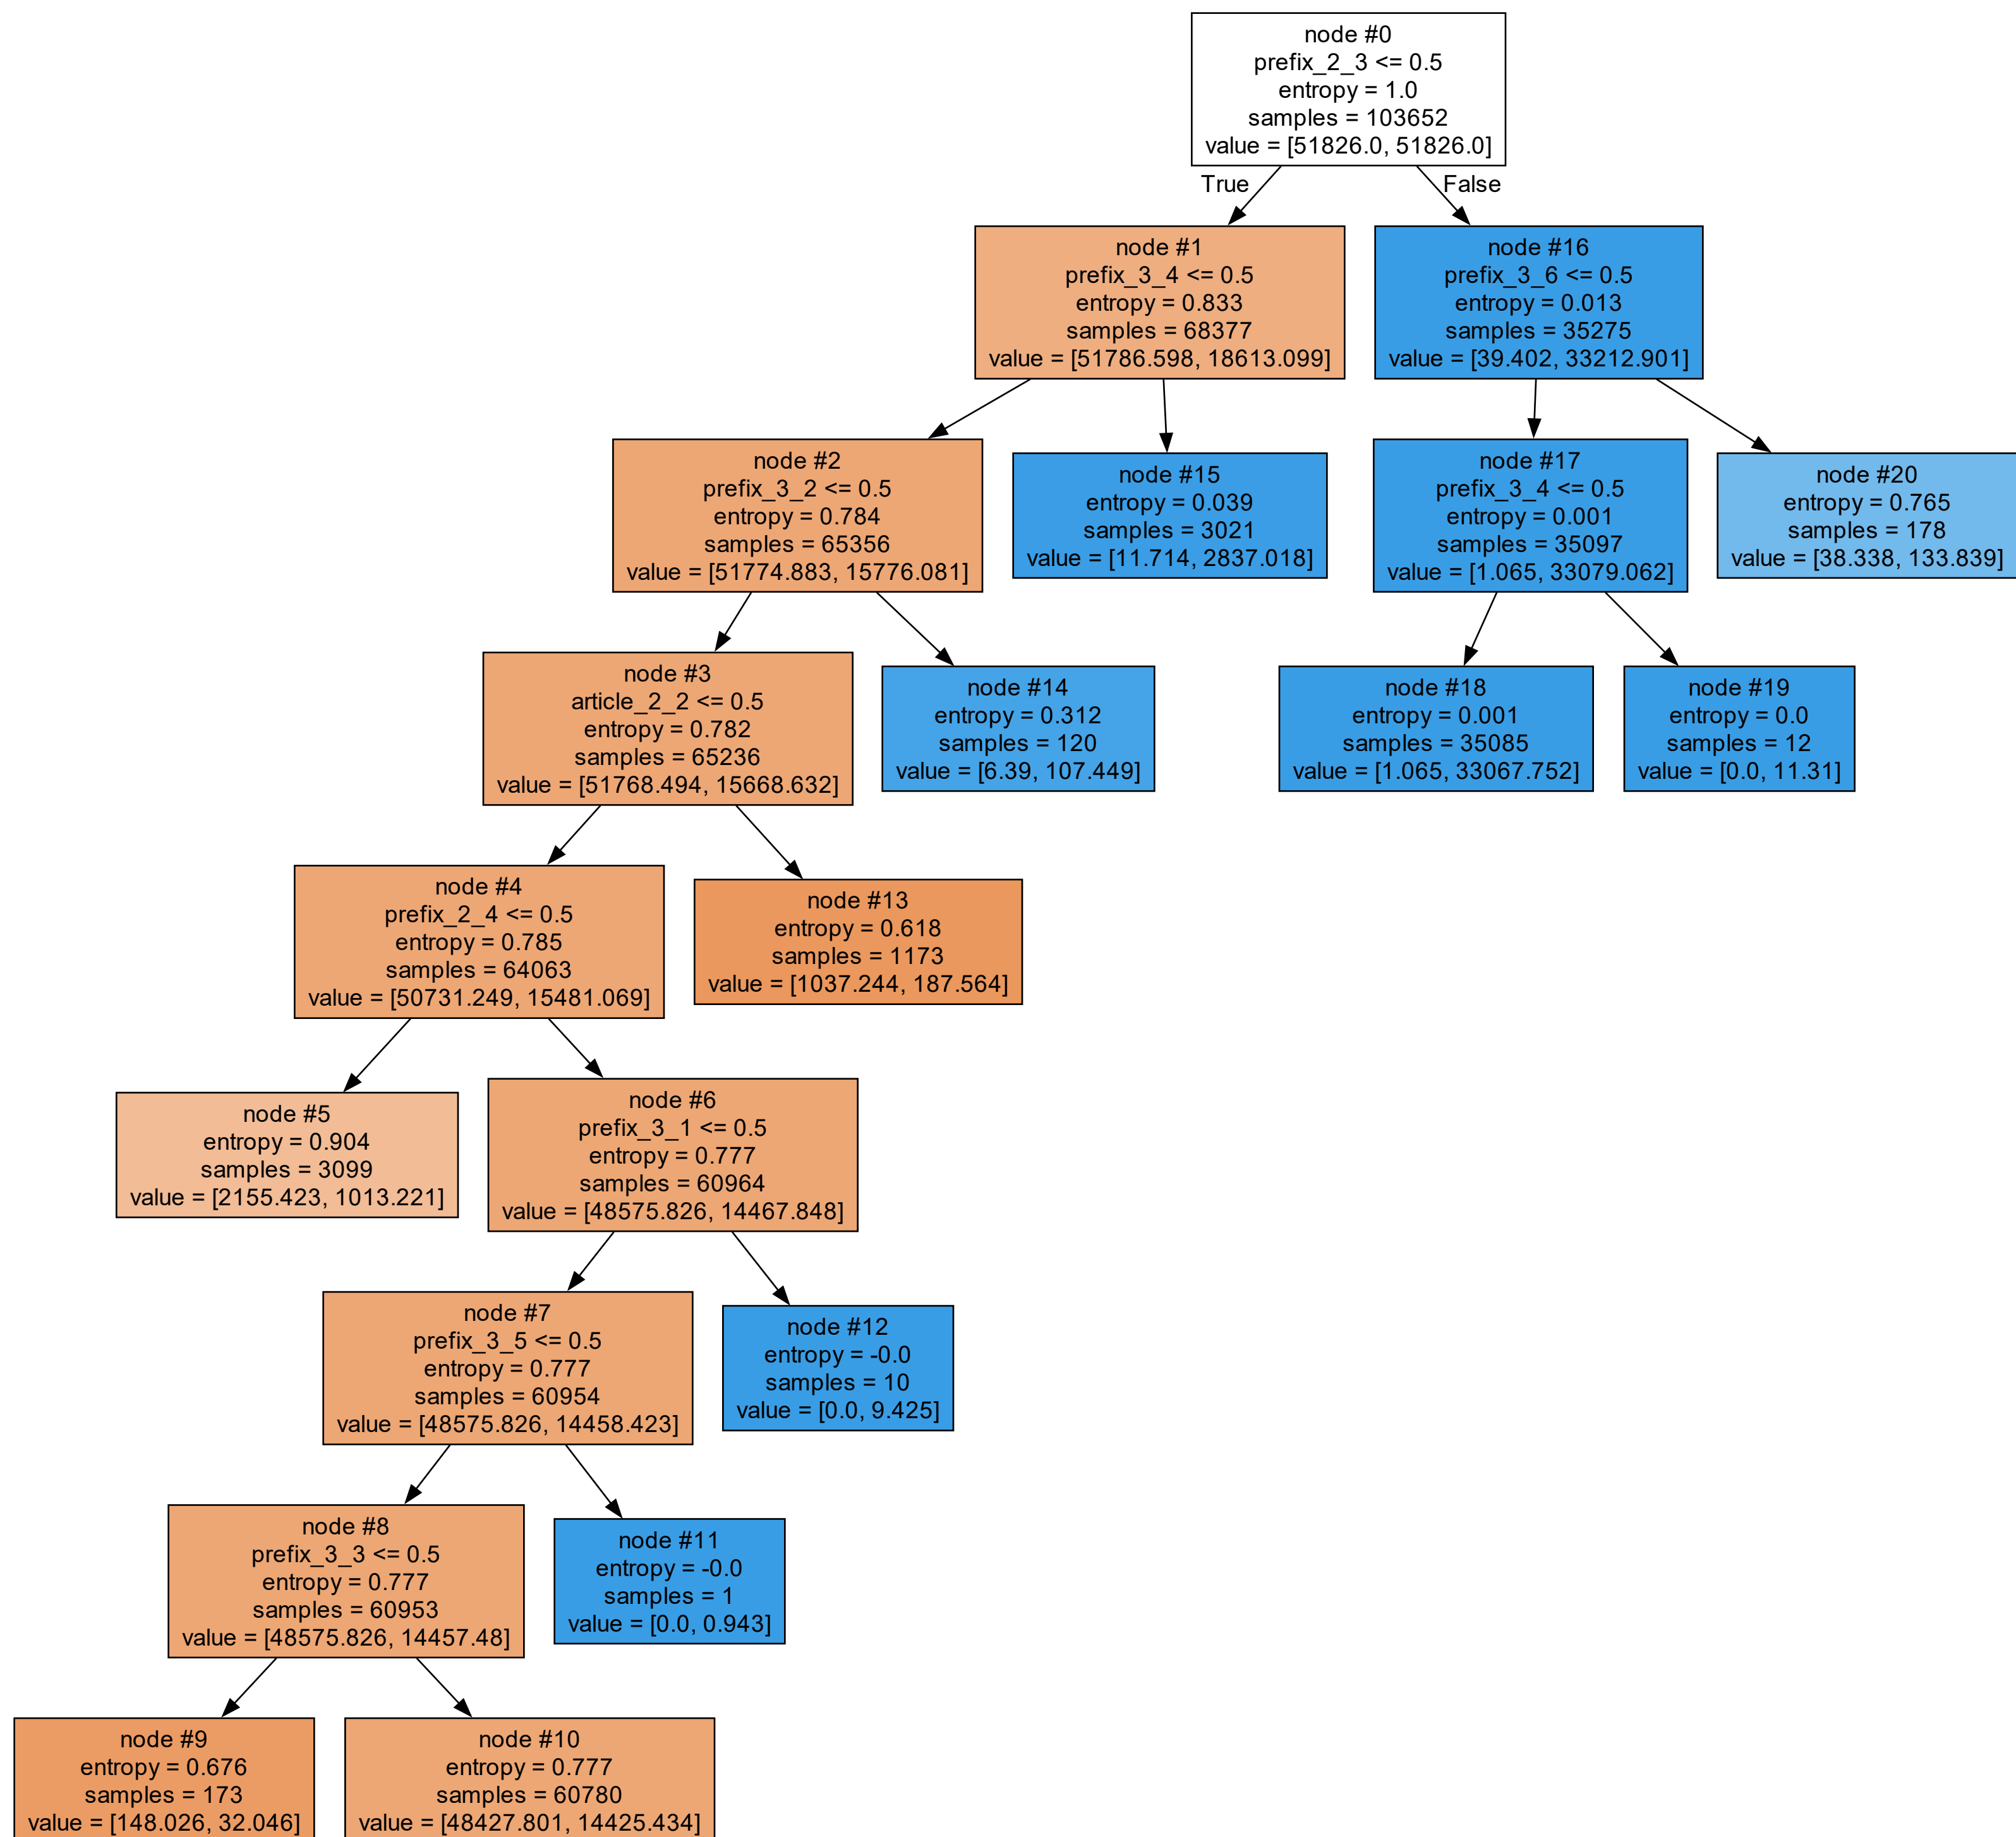 node #0
prefix_2_3 <= 0.5
entropy = 1.0
samples = 103652
value = [51826.0, 51826.0]
True
False
node #1
prefix_3_4 <= 0.5
entropy = 0.833
samples = 68377
value = [51786.598, 18613.099]
node #16
prefix_3_6 <= 0.5
entropy = 0.013
samples = 35275
value = [39.402, 33212.901]
node #2
prefix_3_2 <= 0.5
entropy = 0.784
samples = 65356
value = [51774.883, 15776.081]
node #15
entropy = 0.039
samples = 3021
value = [11.714, 2837.018]
node #17
prefix_3_4 <= 0.5
entropy = 0.001
samples = 35097
value = [1.065, 33079.062]
node #20
entropy = 0.765
samples = 178
value = [38.338, 133.839]
node #3
article_2_2 <= 0.5
entropy = 0.782
samples = 65236
value = [51768.494, 15668.632]
node #14
entropy = 0.312
samples = 120
value = [6.39, 107.449]
node #18
entropy = 0.001
samples = 35085
value = [1.065, 33067.752]
node #19
entropy = 0.0
samples = 12
value = [0.0, 11.31]
node #4
prefix_2_4 <= 0.5
entropy = 0.785
samples = 64063
value = [50731.249, 15481.069]
node #13
entropy = 0.618
samples = 1173
value = [1037.244, 187.564]
node #5
entropy = 0.904
samples = 3099
value = [2155.423, 1013.221]
node #6
prefix_3_1 <= 0.5
entropy = 0.777
samples = 60964
value = [48575.826, 14467.848]
node #7
prefix_3_5 <= 0.5
entropy = 0.777
samples = 60954
value = [48575.826, 14458.423]
node #12
entropy = -0.0
samples = 10
value = [0.0, 9.425]
node #8
prefix_3_3 <= 0.5
entropy = 0.777
samples = 60953
value = [48575.826, 14457.48]
node #11
entropy = -0.0
samples = 1
value = [0.0, 0.943]
node #9
entropy = 0.676
samples = 173
value = [148.026, 32.046]
node #10
entropy = 0.777
samples = 60780
value = [48427.801, 14425.434]